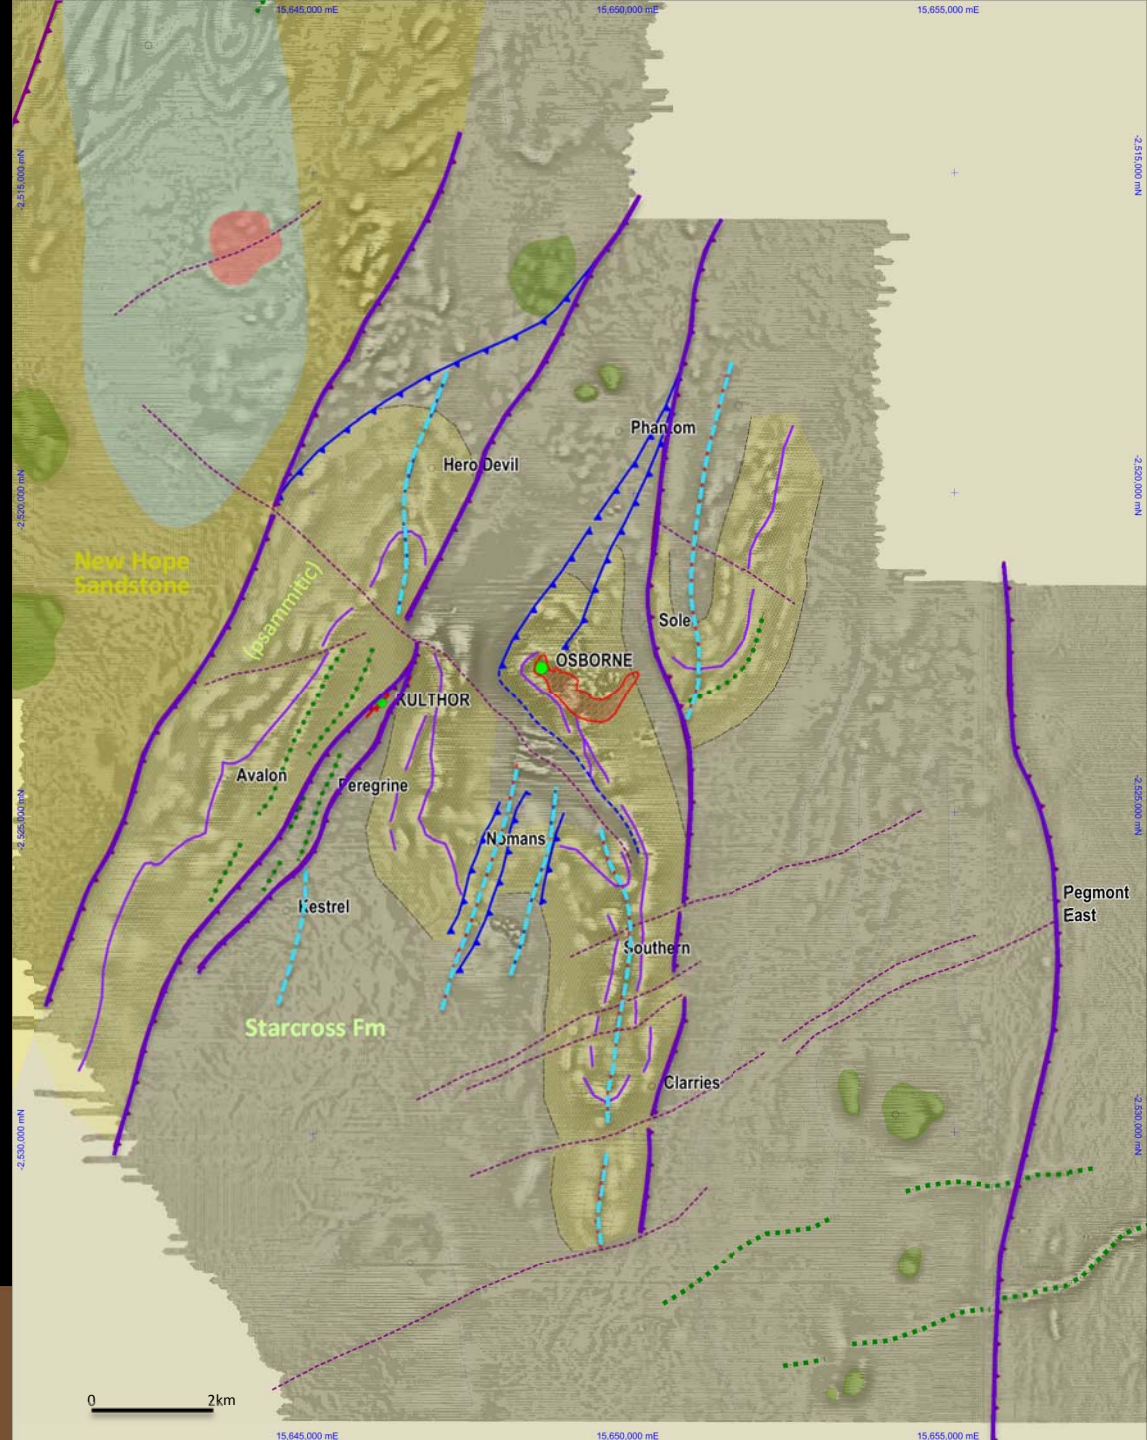 15,645,000 mE
15,650,000 mE
15,655,000 mE
-2,515,000 mN
-2,515,000 mN
Phantom
Hero Devil
-2,520,000 mN
-2,520,000 mN
New Hope
Sandstone
(psammitic)
Sole
OSBORNE
KULTHOR
Avalon
Peregrine
-2,525,000 mN
-2,525,000 mN
Nomans
Kestrel
Pegmont
East
Southern
Starcross Fm
Clarries
-2,530,000 mN
-2,530,000 mN
0 2km
15,645,000 mE
15,650,000 mE
15,655,000 mE